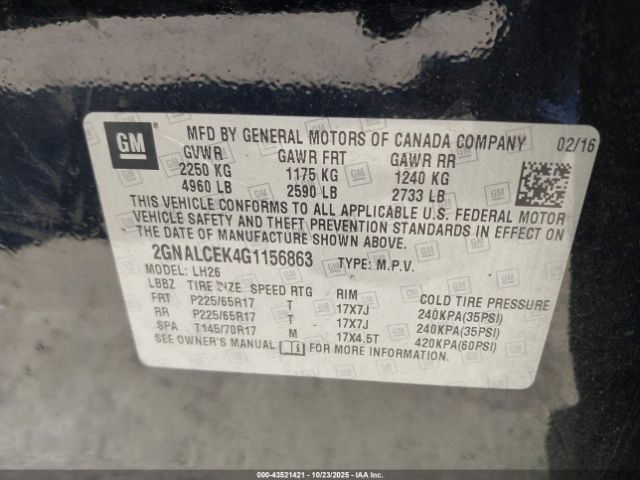 GM
MFD BY GENERAL MOTORS OF CANADA COMPANY 02/16
GVWR GAWR FRT GAWR RR
2250 KG 1175 KG 1240 KG
4960 LB 2590 LB 2733 LB
THIS VEHICLE CONFORMS TO ALL APPLICABLE U.S. FEDERAL MOTOR
VEHICLE SAFETY AND THEFT PREVENTION STANDARDS IN EFFECT ON
THE DATE OF MANUFACTURE SHOWN ABOVE.
2GNALCEK4G1156863 TYPE: M.P.V.
MODEL: LH26
LBBZ TIRE SIZE SPEED RTG RIM COLD TIRE PRESSURE
FRT P225/65R17 T 17X7J 240KPA(35PSI)
RR P225/65R17 T 17X7J 240KPA(35PSI)
SPA T145/70R17 M 17X4.5T 420KPA(60PSI)
SEE OWNER'S MANUAL FOR MORE INFORMATION.
000-43521421 | 10/23/2025 | Copyright © IAA, LLC